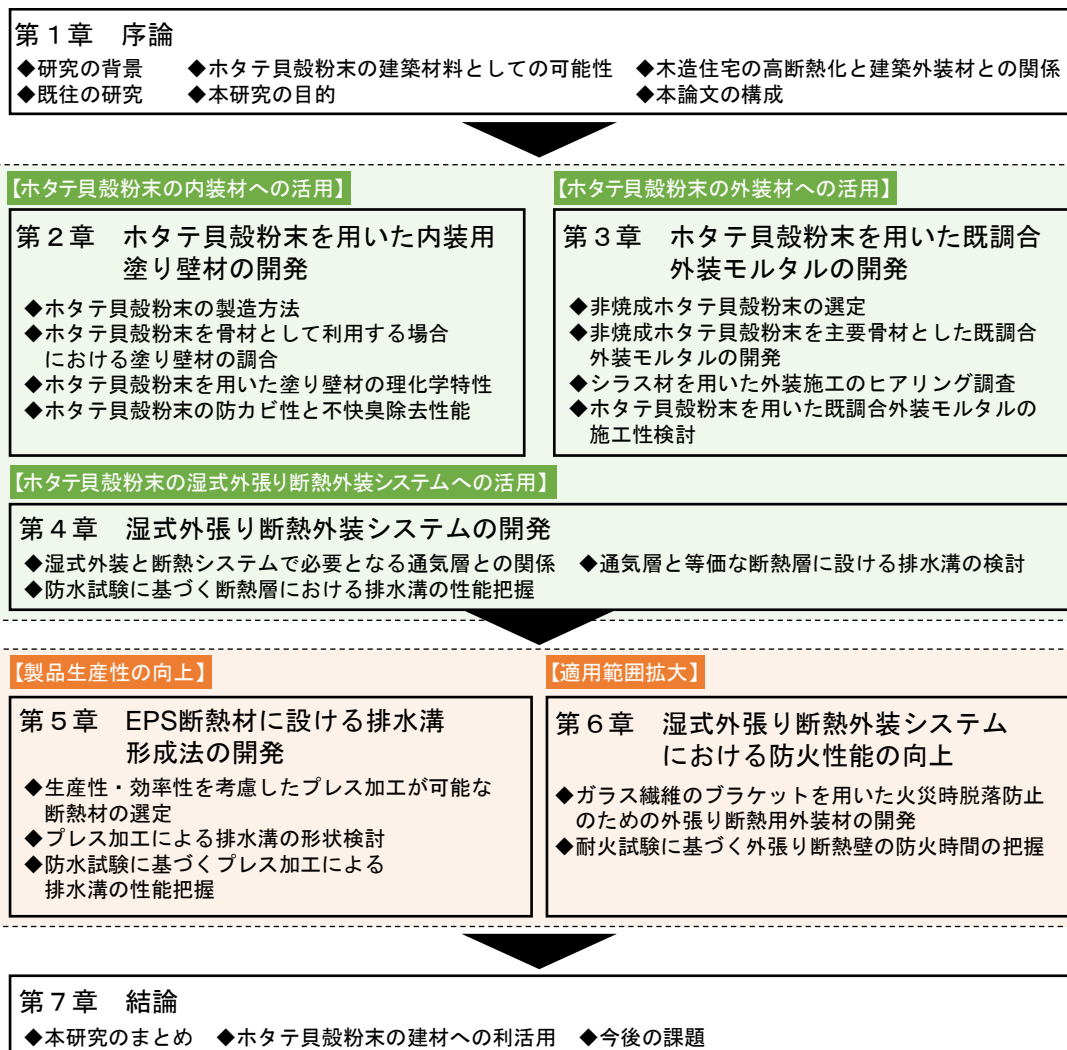 第１章　序論
◆研究の背景　◆ホタテ貝殻粉末の建築材料としての可能性　◆木造住宅の高断熱化と建築外装材との関係
◆既往の研究　◆本研究の目的　◆本論文の構成
【ホタテ貝殻粉末の内装材への活用】
第２章　ホタテ貝殻粉末を用いた内装用
塗り壁材の開発
◆ホタテ貝殻粉末の製造方法
◆ホタテ貝殻粉末を骨材として利用する場合
における塗り壁材の調合
◆ホタテ貝殻粉末を用いた塗り壁材の理化学特性
◆ホタテ貝殻粉末の防カビ性と不快臭除去性能
【ホタテ貝殻粉末の外装材への活用】
第３章　ホタテ貝殻粉末を用いた既調合
外装モルタルの開発
◆非焼成ホタテ貝殻粉末の選定
◆非焼成ホタテ貝殻粉末を主要骨材とした既調合
外装モルタルの開発
◆シラス材を用いた外装施工のヒアリング調査
◆ホタテ貝殻粉末を用いた既調合外装モルタルの
施工性検討
【ホタテ貝殻粉末の湿式外張り断熱外装システムへの活用】
第４章　湿式外張り断熱外装システムの開発
◆湿式外装と断熱システムで必要となる通気層との関係　◆通気層と等価な断熱層に設ける排水溝の検討
◆防水試験に基づく断熱層における排水溝の性能把握
【製品生産性の向上】
第５章　EPS断熱材に設ける排水溝
形成法の開発
◆生産性・効率性を考慮したプレス加工が可能な
断熱材の選定
◆プレス加工による排水溝の形状検討
◆防水試験に基づくプレス加工による
排水溝の性能把握
【適用範囲拡大】
第６章　湿式外張り断熱外装システム
における防火性能の向上
◆ガラス繊維のブラケットを用いた火災時脱落防止
のための外張り断熱用外装材の開発
◆耐火試験に基づく外張り断熱壁の防火時間の把握
第７章　結論
◆本研究のまとめ　◆ホタテ貝殻粉末の建材への利活用　◆今後の課題